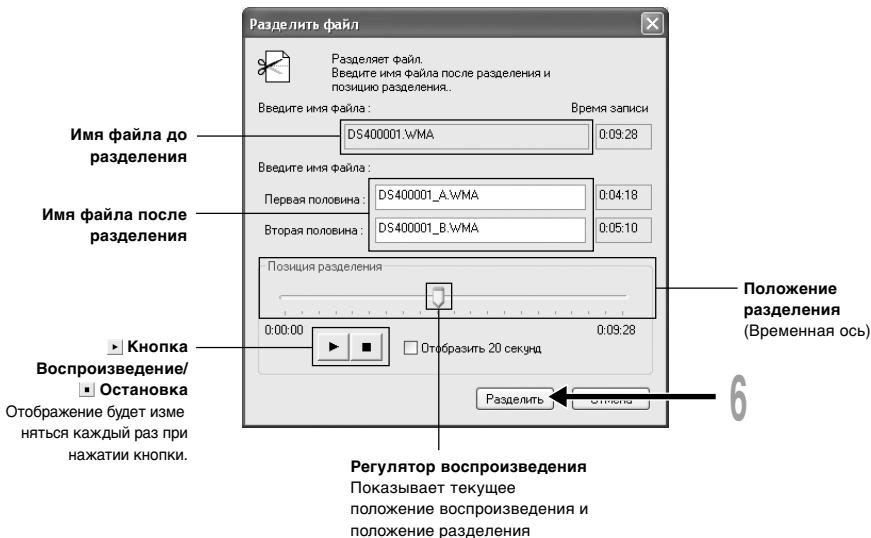 Разделить файл
Разделяет файл.
Введите имя файла после разделения и
позицию разделения..
Введите имя файла :
Время записи
DS400001.WMA
0:09:28
Введите имя файла :
Первая половина :
DS400001_A.WMA
0:04:18
Вторая половина :
DS400001_B.WMA
0:05:10
Позиция разделения
0:00:00
0:09:28
Отобразить 20 секунд
Разделить
Имя файла до
разделения
Имя файла после
разделения
Кнопка
Воспроизведение/
Остановка
Отображение будет изме
няться каждый раз при
нажатии кнопки.
Положение
разделения
(Временная ось)
6
Регулятор воспроизведения
Показывает текущее
положение воспроизведения и
положение разделения